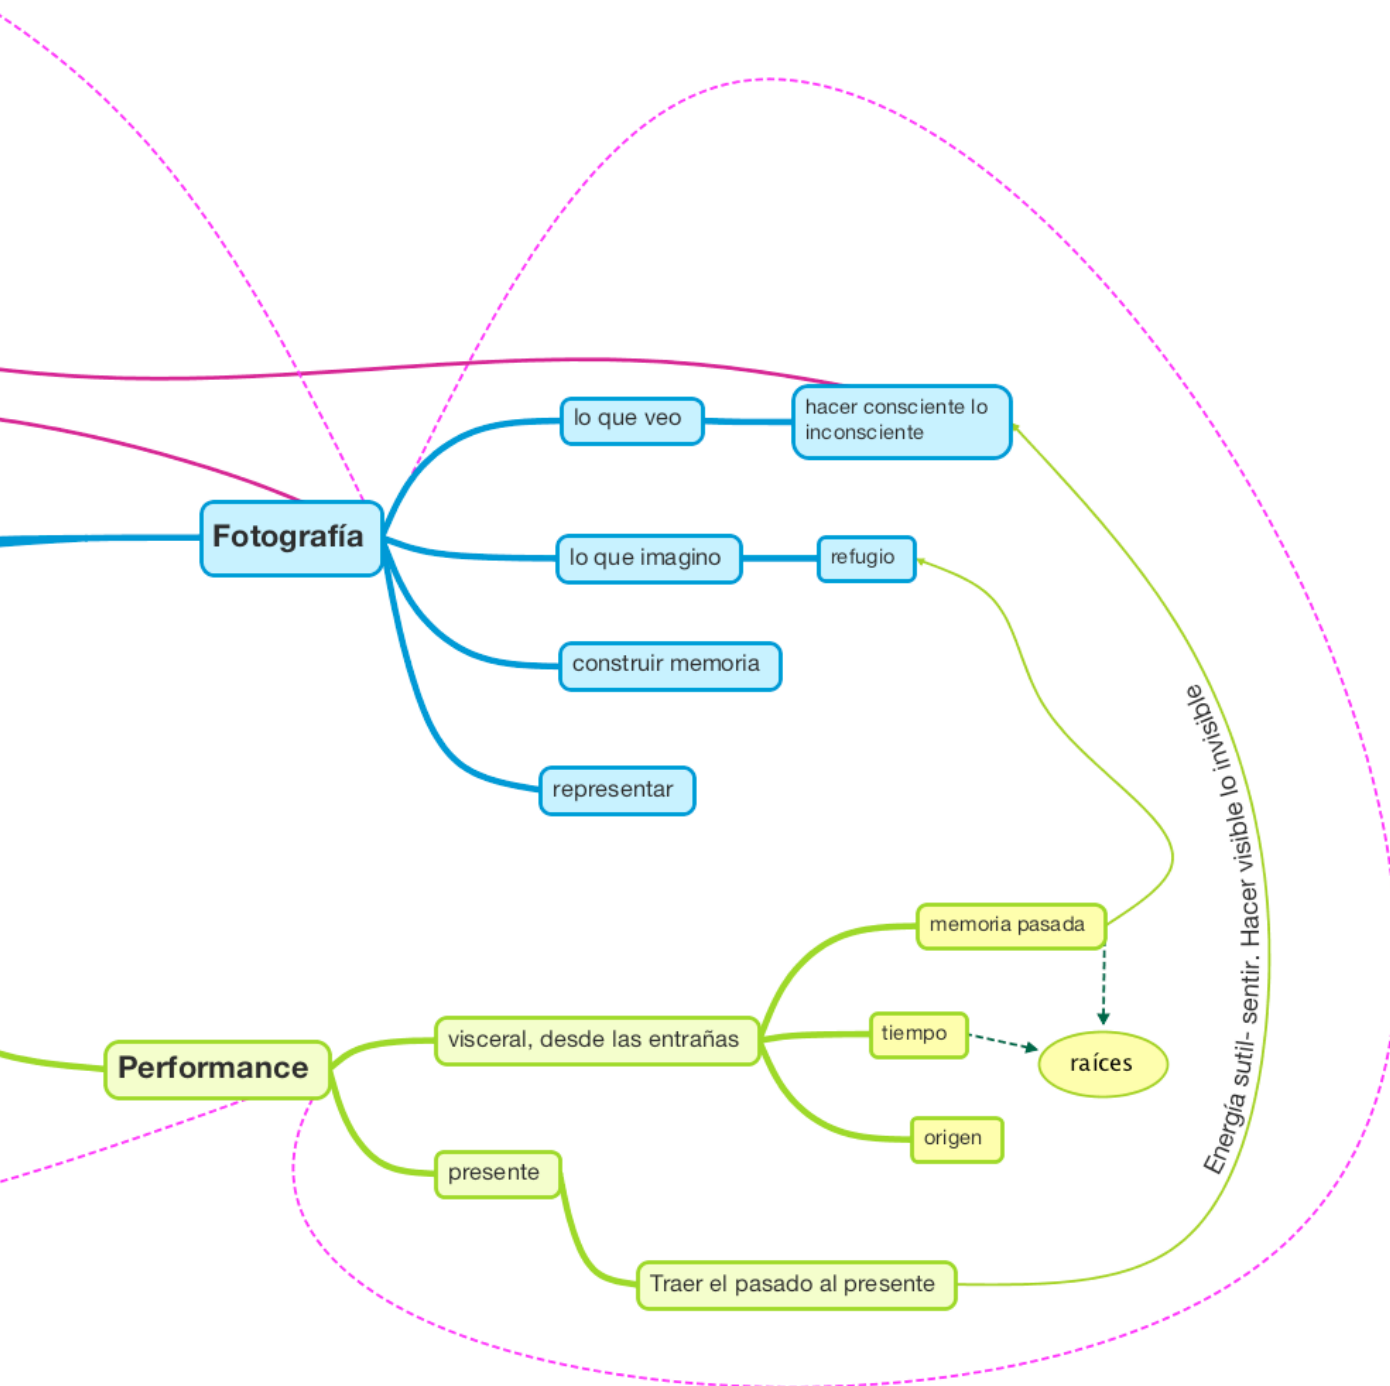 Fotografía
lo que veo
hacer consciente lo
inconsciente
lo que imagino
refugio
construir memoria
representar
Energía sutil- sentir. Hacer visible lo invisible
Performance
visceral, desde las entrañas
memoria pasada
tiempo
raíces
origen
presente
Traer el pasado al presente